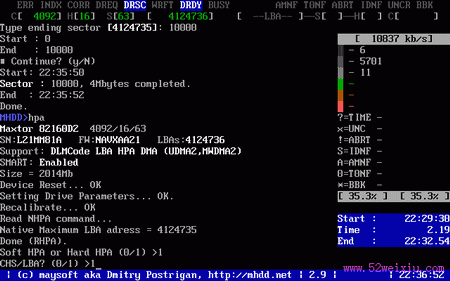 ERR INDX CORR DREQ DRSC WRFT DRDY BUSY AMNF T0NF ABRT IDNF UNCR BBK
C[ 4092] H[16 S[63] [ 4124736] [ --LBA-- ] S[--H[ C[ ]
Type ending sector [4124735]: 10000
Start : 0
End : 10000
# Continue? (y/N)
Start: 22:35:50
Sector : 10000, 4Mbytes completed.
End : 22:35:52
Done.
MHDD>hpa
Maxtor 82160D2 4092/16/63
SN:L21MM81A FW:NAVXAA21 LBAs:4124736
Support: DLMCode LBA HPA DMA (UDMA2,MWDMA2)
SMART: Enabled
Size = 2014Mb
Device Reset... OK
Setting Drive Parameters... OK.
Recalibrate... OK
Read NHPA command...
Native Maximum LBA adress = 4124735
Done (RHPA).
Soft HPA or Hard HPA (0/1) >1
CHS/LBA? (0/1) >1
[ 10837 kb/s]
- 6
- 5701
- 11
-
-
-
?=TIME -
x=UNC -
!=ABRT -
S=IDNF -
A=AMNF -
0=T0NF -
*=BBK -
[ 35.3% ] [ 35.3% ]
Start : 22:29:30
Time : 2.19
End : 22:32.54
www.52weixiu.com
| (c) maysoft aka Dmitry Postrigan, http://mhdd.net | 2.9 | | 22:36:52